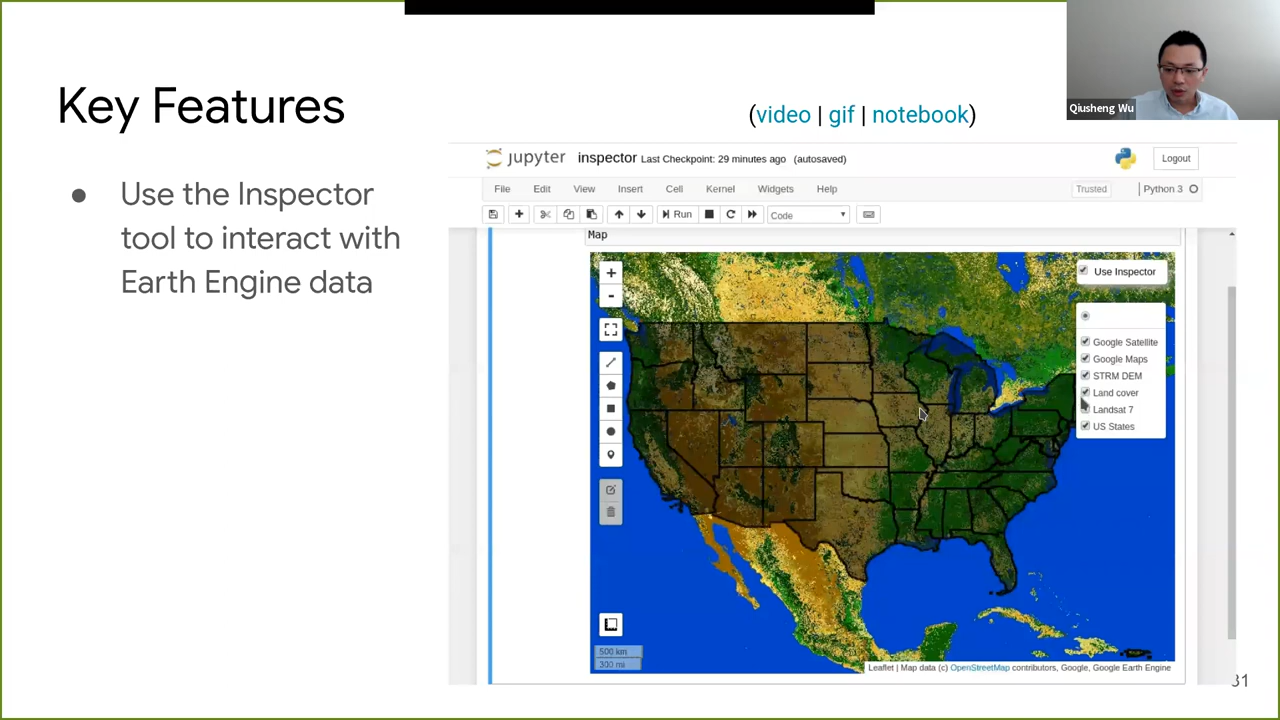 Key Features
(video | gif | notebook)
Qiusheng Wu
Use the Inspector
tool to interact with
Earth Engine data
jupyter inspector Last Checkpoint: 29 minutes ago (autosaved)
Logout
File Edit View Insert Cell Kernel Widgets Help
Trusted | Python 3
Run
Code
Map
+
-
Use Inspector
Google Satellite
Google Maps
STRM DEM
Land cover
Landsat 7
US States
500 km
300 mi
Leaflet | Map data (c) OpenStreetMap contributors, Google, Google Earth Engine